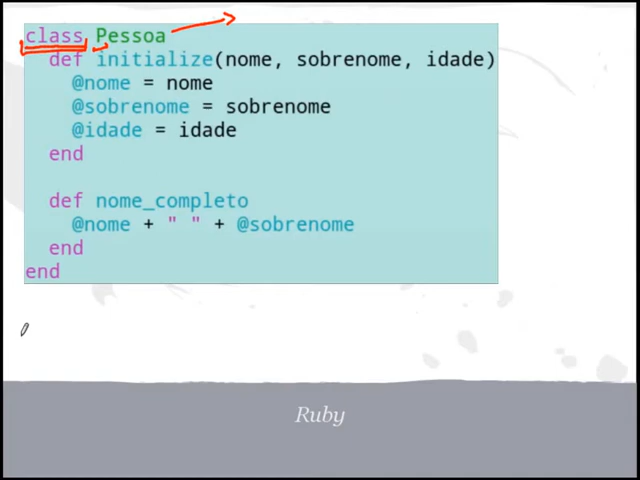 class Pessoa
def initialize(nome, sobrenome, idade)
@nome = nome
@sobrenome = sobrenome
@idade = idade
end
def nome_completo
@nome + " " + @sobrenome
end
end
Ruby